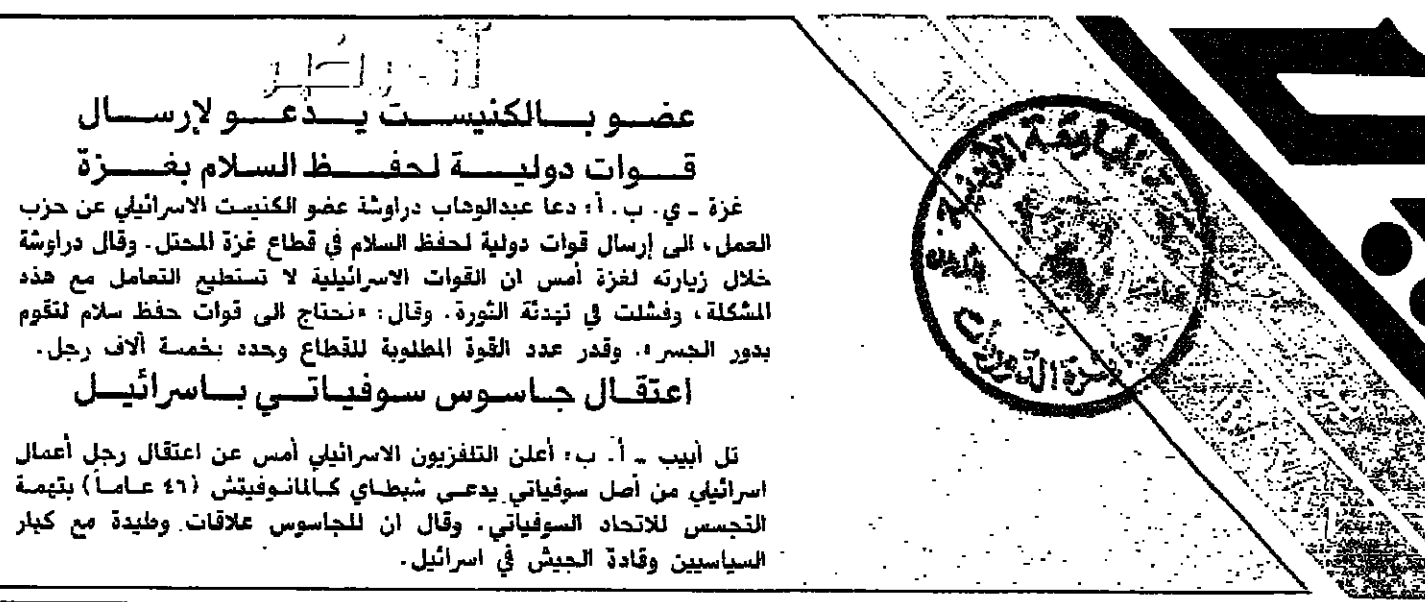 عضو بالكنيست يدعو لإرسال
قوات دولية لحفظ السلام بغزة
غزة ـ ي. ب. أ: دعا عبدالوهاب دراوشة عضو الكنيست الاسرائيلي عن حزب
العمل، الى إرسال قوات دولية لحفظ السلام في قطاع غزة المحتل. وقال دراوشة
خلال زيارته لغزة أمس ان القوات الاسرائيلية لا تستطيع التعامل مع هذه
المشكلة، وفشلت في تهدئة الثورة. وقال: «نحتاج الى قوات حفظ سلام لتقوم
بدور الجسر». وقدر عدد القوة المطلوبة للقطاع وحدد بخمسة آلاف رجل.
اعتقال جاسوس سوفياتي باسرائيل
تل أبيب ـ أ. ب: أعلن التلفزيون الاسرائيلي أمس عن اعتقال رجل أعمال
اسرائيلي من أصل سوفياتي يدعى شبطاي كالمانوفيتش (٤٦ عاماً) بتهمة
التجسس للاتحاد السوفياتي. وقال ان للجاسوس علاقات وطيدة مع كبار
السياسيين وقادة الجيش في اسرائيل.